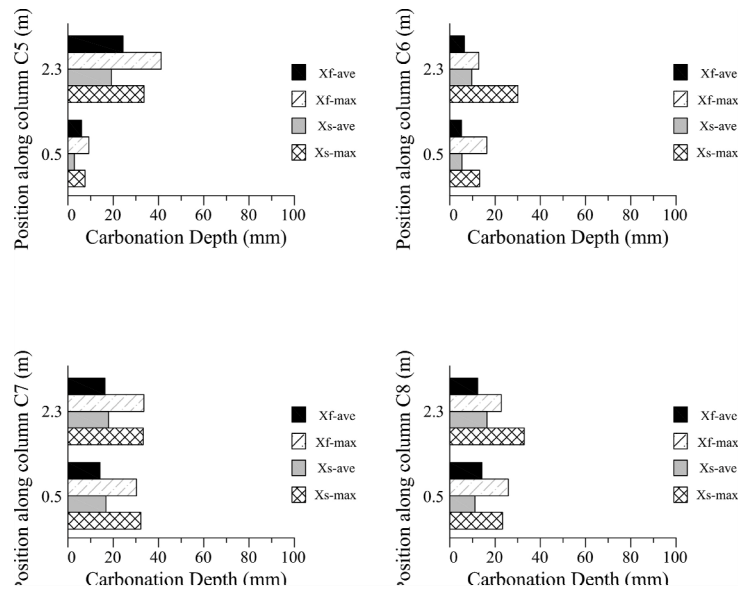 Position along column C5 (m)
2.3
0.5
0 20 40 60 80 100
Carbonation Depth (mm)
Xf-ave
Xf-max
Xs-ave
Xs-max
Position along column C6 (m)
2.3
0.5
0 20 40 60 80 100
Carbonation Depth (mm)
Xf-ave
Xf-max
Xs-ave
Xs-max
Position along column C7 (m)
2.3
0.5
0 20 40 60 80 100
Carbonation Depth (mm)
Xf-ave
Xf-max
Xs-ave
Xs-max
Position along column C8 (m)
2.3
0.5
0 20 40 60 80 100
Carbonation Depth (mm)
Xf-ave
Xf-max
Xs-ave
Xs-max